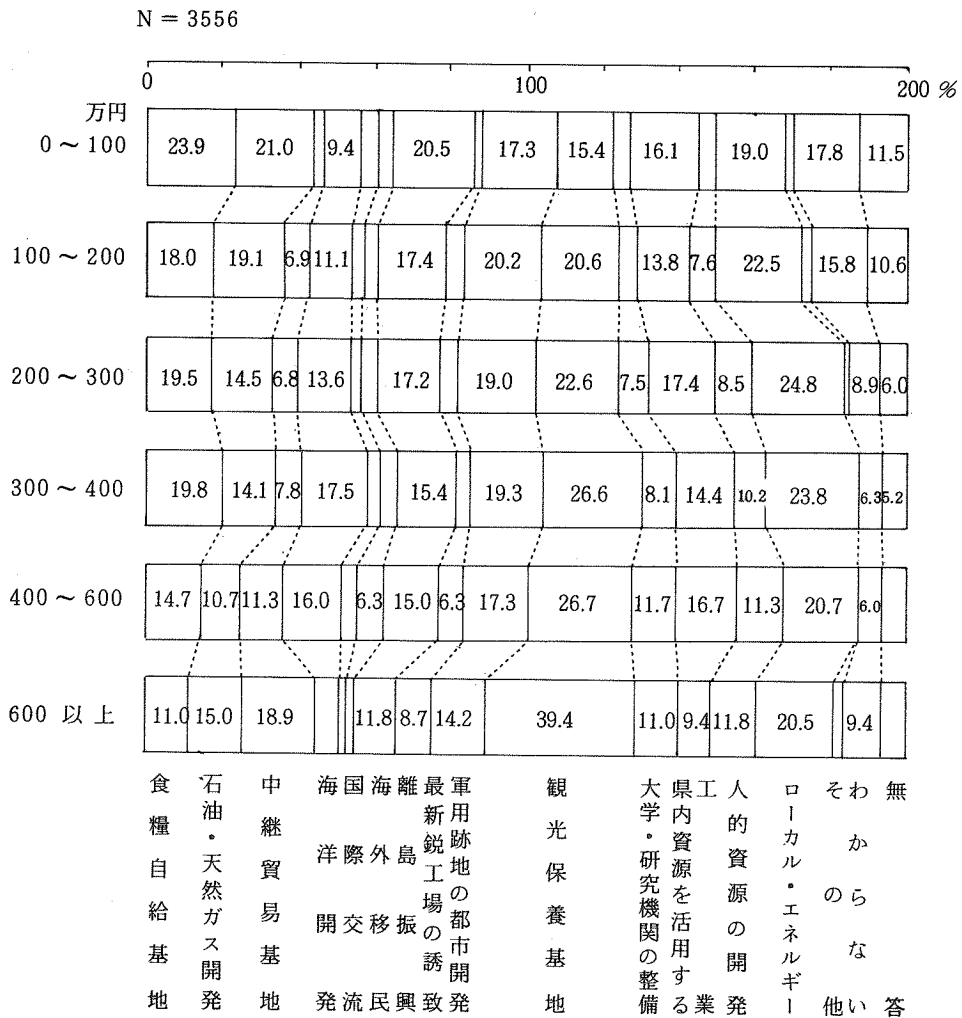 N = 3556
0 100 200 %
万円
0 ～ 100 23.9 21.0 9.4 20.5 17.3 15.4 16.1 19.0 17.8 11.5
100 ～ 200 18.0 19.1 6.9 11.1 17.4 20.2 20.6 13.8 7.6 22.5 15.8 10.6
200 ～ 300 19.5 14.5 6.8 13.6 17.2 19.0 22.6 7.5 17.4 8.5 24.8 8.9 6.0
300 ～ 400 19.8 14.1 7.8 17.5 15.4 19.3 26.6 8.1 14.4 10.2 23.8 6.3 5.2
400 ～ 600 14.7 10.7 11.3 16.0 6.3 15.0 6.3 17.3 26.7 11.7 16.7 11.3 20.7 6.0
600 以 上 11.0 15.0 18.9 11.8 8.7 14.2 39.4 11.0 9.4 11.8 20.5 9.4
食糧自給基地
石油・天然ガス開発
中継貿易基地
海洋開発
国際交流
海外移民
離島振興
最新鋭工場の誘致
軍用跡地の都市開発
観光保養基地
大学・研究機関の整備
県内資源を活用する
工業
人的資源の開発
ローカル・エネルギー
その他
わからない
無答